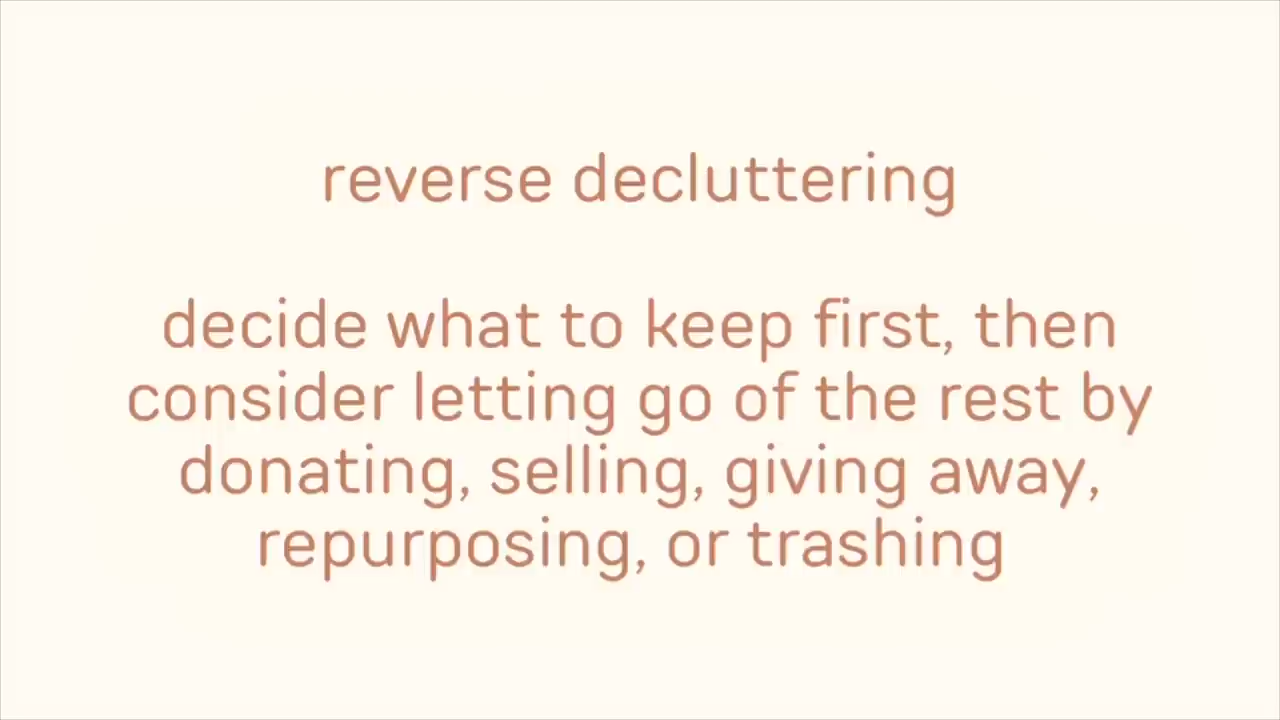 reverse decluttering
decide what to keep first, then
consider letting go of the rest by
donating, selling, giving away,
repurposing, or trashing